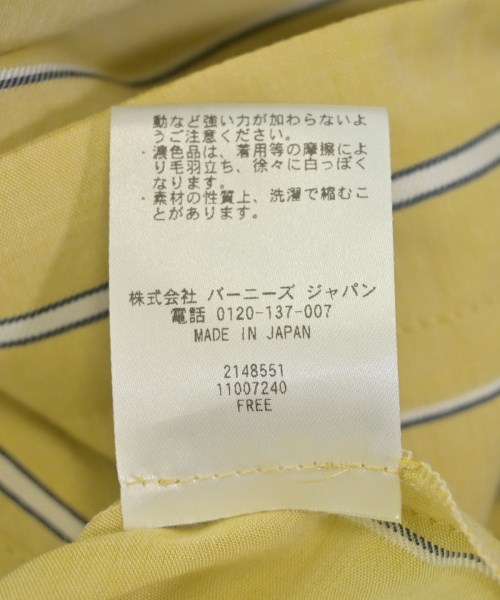 動など強い力が加わらないよ
うご注意ください。
・濃色品は、着用等の摩擦によ
り毛羽立ち、徐々に白っぽく
なります。
・素材の性質上、洗濯で縮むこ
とがあります。
株式会社 バーニーズ ジャパン
電話 0120-137-007
MADE IN JAPAN
2148551
11007240
FREE